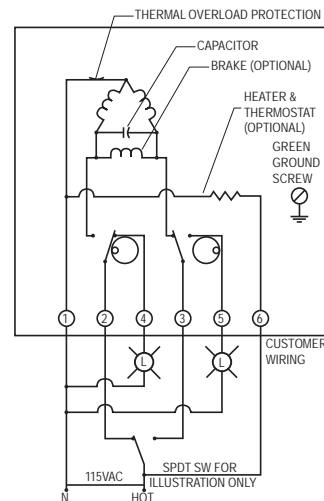 THERMAL OVERLOAD PROTECTION
CAPACITOR
BRAKE (OPTIONAL)
HEATER &
THERMOSTAT
(OPTIONAL)
GREEN
GROUND
SCREW
1 2 4 3 5 6
CUSTOMER
WIRING
L L
115VAC
SPDT SW FOR
ILLUSTRATION ONLY
N HOT